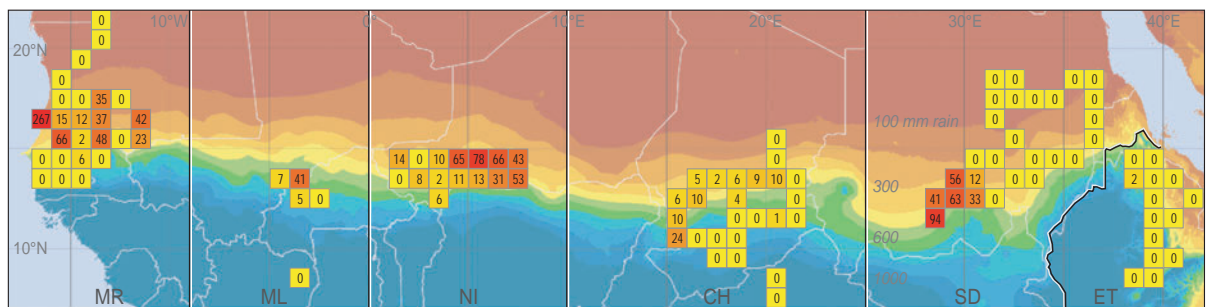 0 10°W 0° 10°E 20°E 30°E 40°E
0
20°N
0
0 0 0 0 0
0 0 35 0 0 0 0 0 0
267 15 12 37 42 100 mm rain 0 0
66 2 48 0 23 0 0 0
0 0 6 0 14 0 10 65 78 66 43 0 0 0 0 0 0 0 0
0 0 0 7 41 0 8 2 11 13 31 53 5 2 6 9 10 0 56 12 0 0 2 0 0
300
5 0 6 6 10 4 0 41 63 33 0 0 0 0
10 0 0 1 0 94 0 0
24 0 0 0 600 0 0
10°N
0 0 0 0
0 0 1000 0 0
MR ML NI CH 0 SD ET